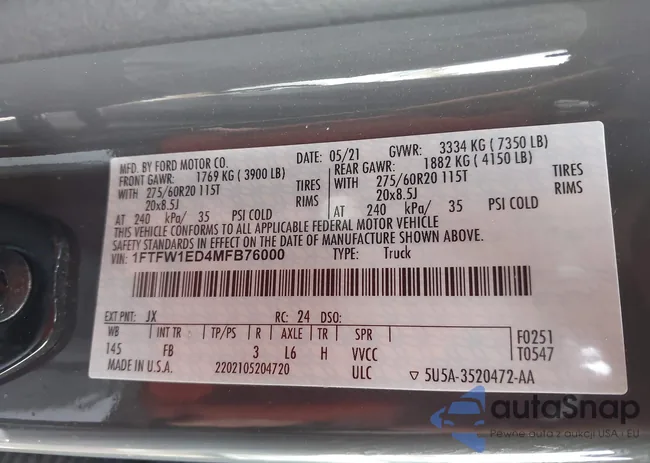 MFD. BY FORD MOTOR CO.
DATE: 05/21 GVWR: 3334 KG ( 7350 LB)
FRONT GAWR: 1769 KG ( 3900 LB)
REAR GAWR: 1882 KG ( 4150 LB)
WITH 275/60R20 115T TIRES
WITH 275/60R20 115T TIRES
20x8.5J RIMS
20x8.5J RIMS
AT 240 kPa/ 35 PSI COLD
AT 240 kPa/ 35 PSI COLD
THIS VEHICLE CONFORMS TO ALL APPLICABLE FEDERAL MOTOR VEHICLE
SAFETY STANDARDS IN EFFECT ON THE DATE OF MANUFACTURE SHOWN ABOVE.
VIN: 1FTFW1ED4MFB76000 TYPE: Truck
EXT PNT: JX RC: 24 DSO:
WB INT TR TP/PS R AXLE TR SPR F0251
145 FB 3 L6 H VVCC T0547
MADE IN U.S.A. 2202105204720 ULC ▽ 5U5A-3520472-AA
autoSnap
Pewne auta z aukcji USA i EU